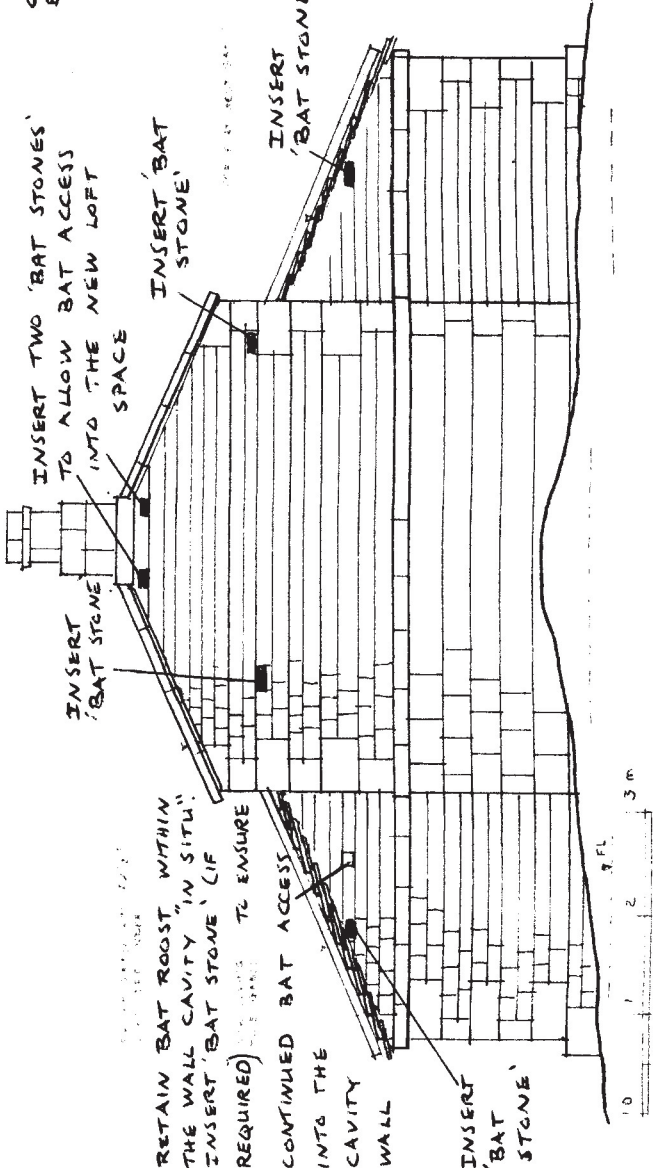 INSERT TWO 'BAT STONES'
TO ALLOW BAT ACCESS
INTO THE NEW LOFT
SPACE
INSERT 'BAT
STONE'
INSERT
'BAT STONE
INSERT
'BAT STONE
RETAIN BAT ROOST WITHIN
THE WALL CAVITY "IN SITU".
INSERT 'BAT STONE' (IF
REQUIRED) TO ENSURE
CONTINUED BAT ACCESS
INTO THE
CAVITY
WALL
INSERT
'BAT
STONE'
FL
1 0 1 2 3 m